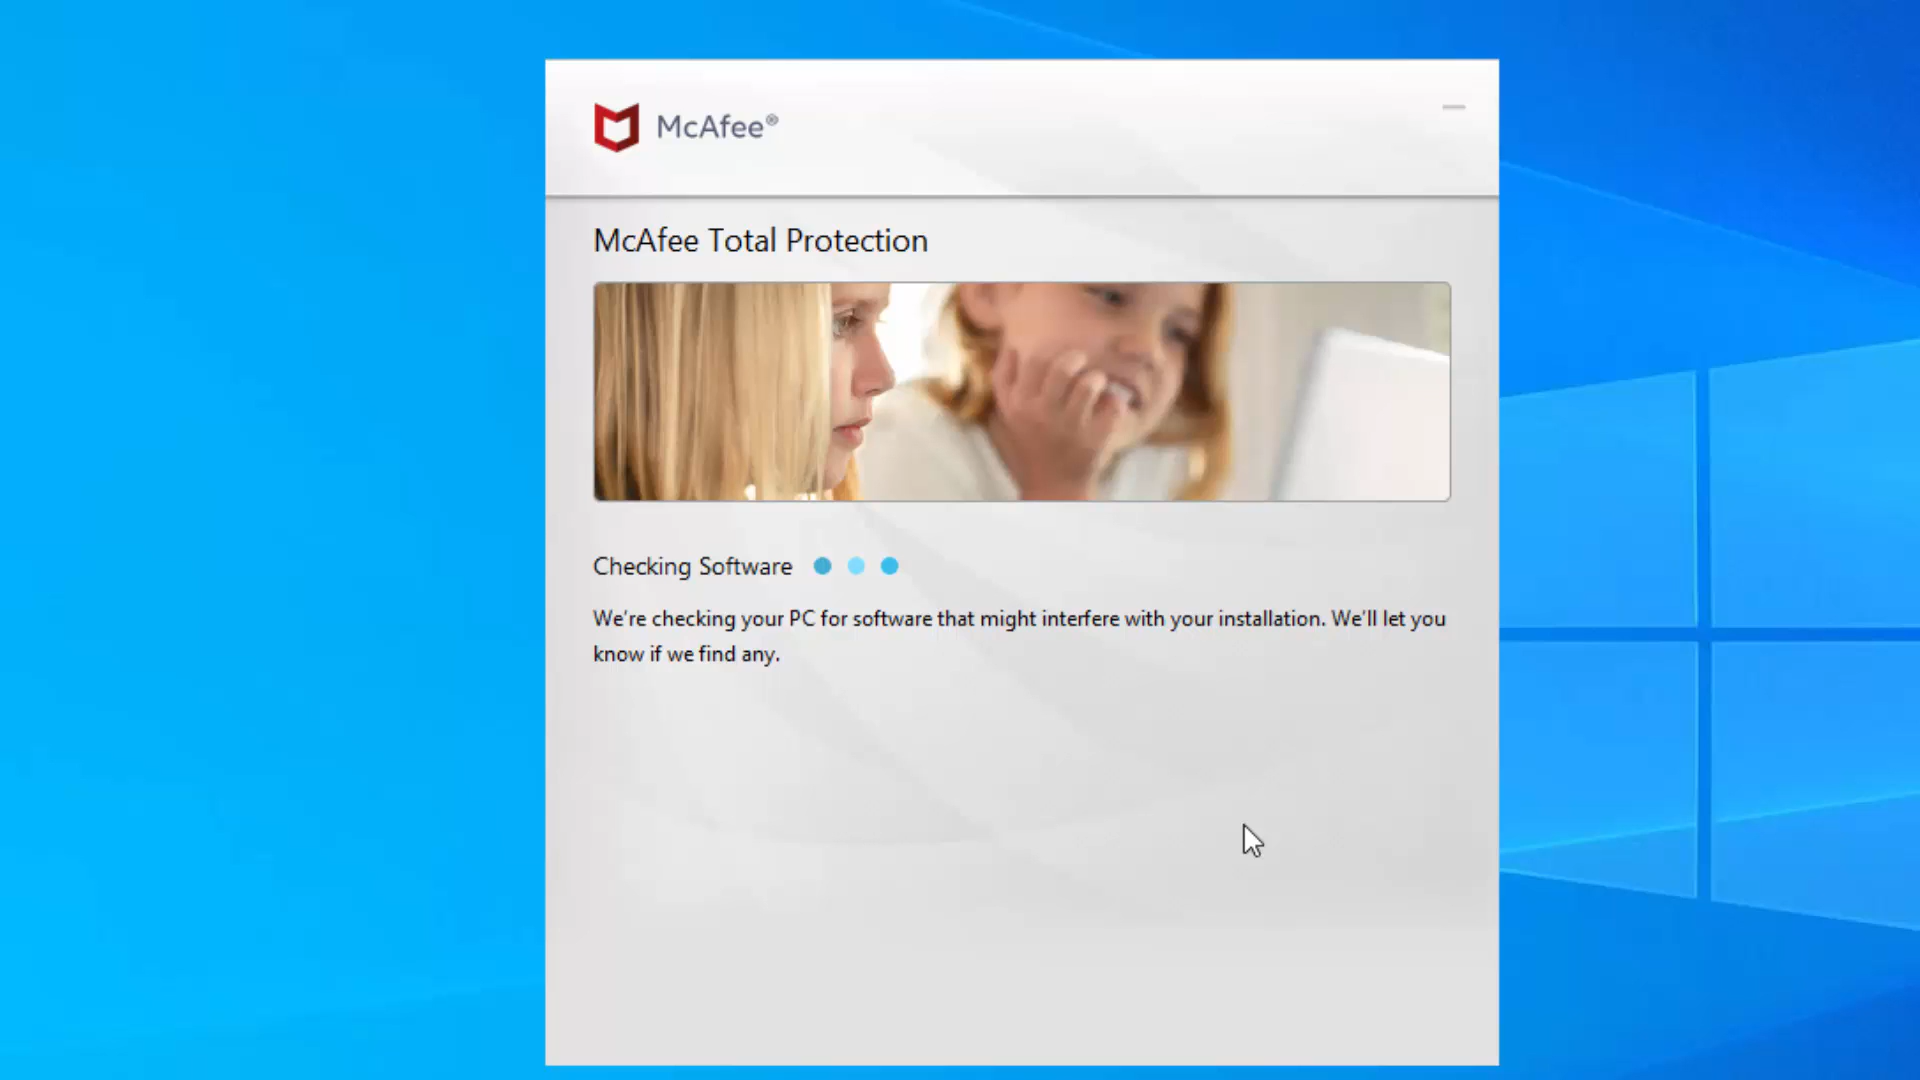 McAfee®
McAfee Total Protection
Checking Software
We're checking your PC for software that might interfere with your installation. We'll let you
know if we find any.